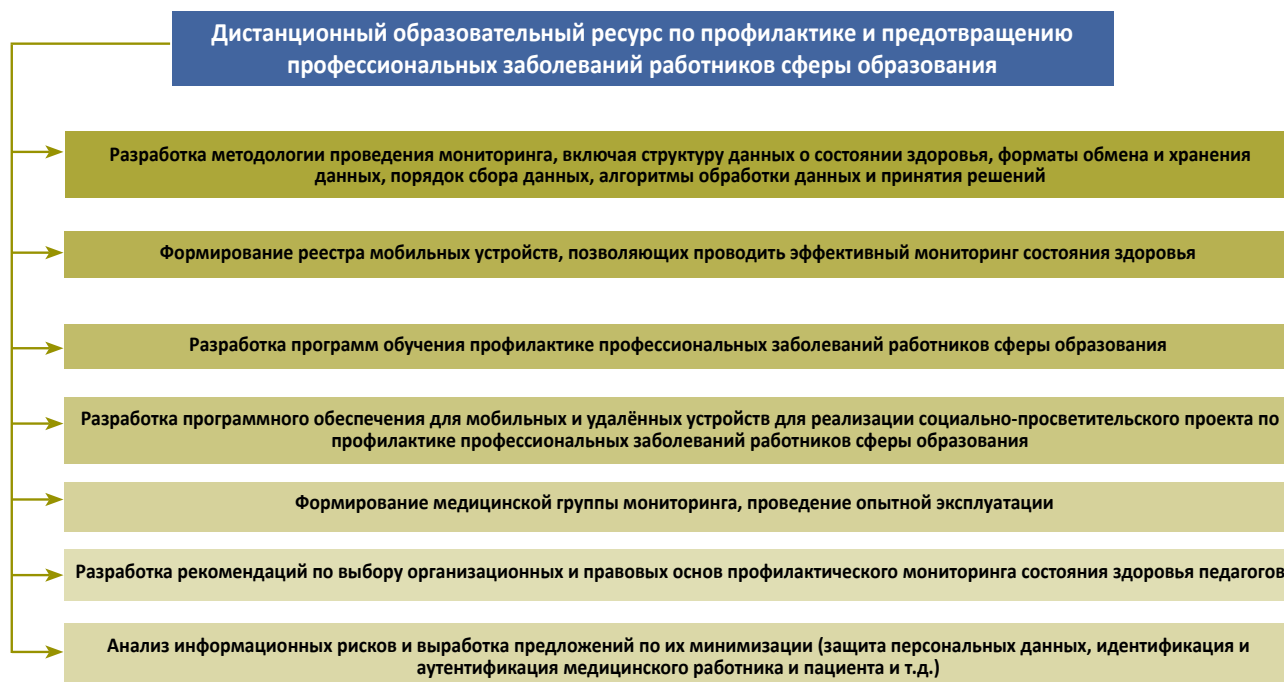 Дистанционный образовательный ресурс по профилактике и предотвращению
профессиональных заболеваний работников сферы образования
Разработка методологии проведения мониторинга, включая структуру данных о состоянии здоровья, форматы обмена и хранения
данных, порядок сбора данных, алгоритмы обработки данных и принятия решений
Формирование реестра мобильных устройств, позволяющих проводить эффективный мониторинг состояния здоровья
Разработка программ обучения профилактике профессиональных заболеваний работников сферы образования
Разработка программного обеспечения для мобильных и удалённых устройств для реализации социально-просветительского проекта по
профилактике профессиональных заболеваний работников сферы образования
Формирование медицинской группы мониторинга, проведение опытной эксплуатации
Разработка рекомендаций по выбору организационных и правовых основ профилактического мониторинга состояния здоровья педагогов
Анализ информационных рисков и выработка предложений по их минимизации (защита персональных данных, идентификация и
аутентификация медицинского работника и пациента и т.д.)